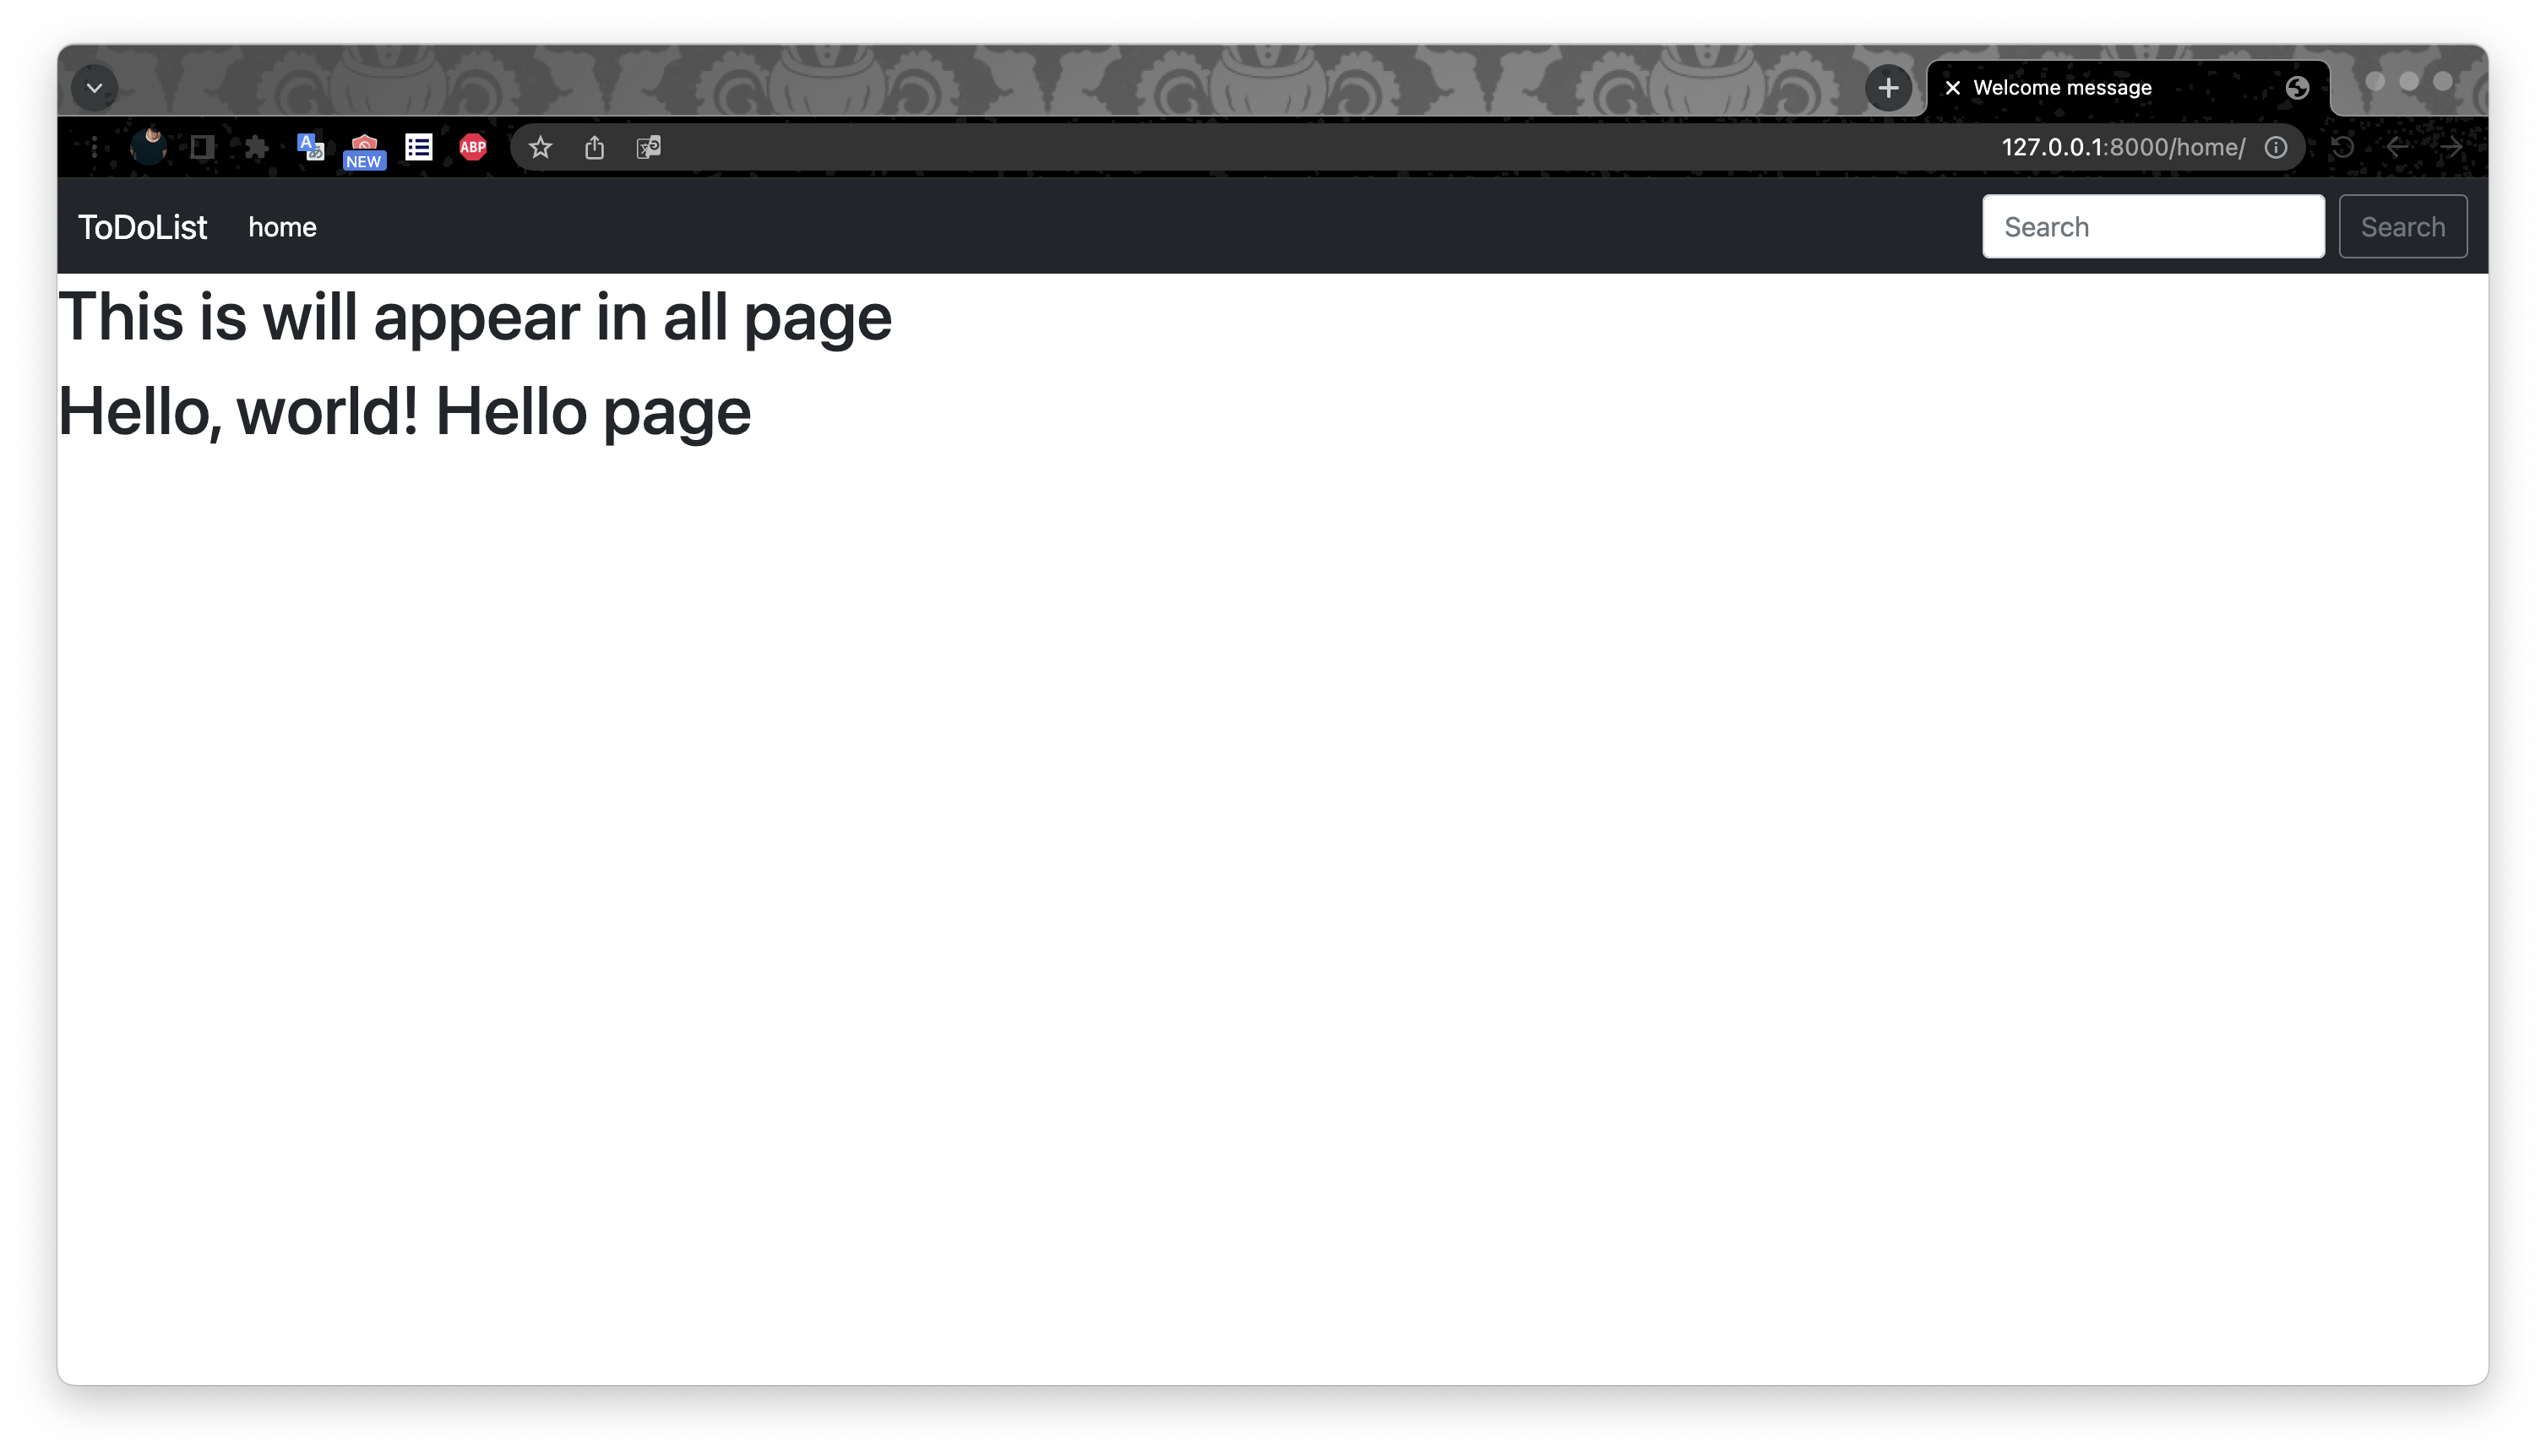 Welcome message
NEW
ABP
127.0.0.1:8000/home/
ToDoList home Search Search
This is will appear in all page
Hello, world! Hello page